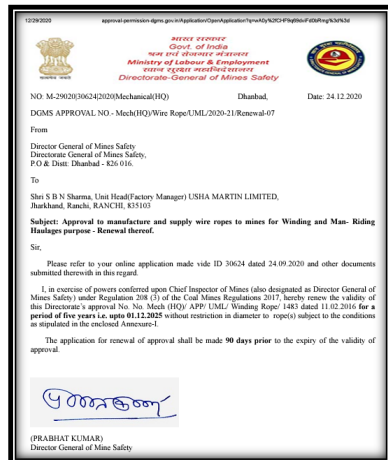 12/29/2020 approval-permission-dgms.gov.in/Application/OpenApplication?q=wA0y%2fCHF9q69dxiFd0bRng%3d%3d
भारत सरकार
Govt. of India
श्रम एवं रोजगार मंत्रालय
Ministry of Labour & Employment
खान सुरक्षा महानिदेशालय
Directorate-General of Mines Safety
NO: M-29020|30624|2020|Mechanical(HQ) Dhanbad, Date: 24.12.2020
DGMS APPROVAL NO.- Mech(HQ)/Wire Rope/UML/2020-21/Renewal-07
From
Director General of Mines Safety
Directorate General of Mines Safety,
P.O & Distt: Dhanbad - 826 016.
To
Shri S B N Sharma, Unit Head(Factory Manager) USHA MARTIN LIMITED,
Jharkhand, Ranchi, RANCHI, 835103
Subject: Approval to manufacture and supply wire ropes to mines for Winding and Man- Riding
Haulages purpose - Renewal thereof.
Sir,
Please refer to your online application made vide ID 30624 dated 24.09.2020 and other documents
submitted therewith in this regard.
I, in exercise of powers conferred upon Chief Inspector of Mines (also designated as Director General of
Mines Safety) under Regulation 208 (3) of the Coal Mines Regulations 2017, hereby renew the validity of
this Directorate's approval No. No. Mech (HQ)/ APP/ UML/ Winding Rope/ 1483 dated 11.02.2016 for a
period of five years i.e. upto 01.12.2025 without restriction in diameter to rope(s) subject to the conditions
as stipulated in the enclosed Annexure-I.
The application for renewal of approval shall be made 90 days prior to the expiry of the validity of
approval.
(PRABHAT KUMAR)
Director General of Mine Safety